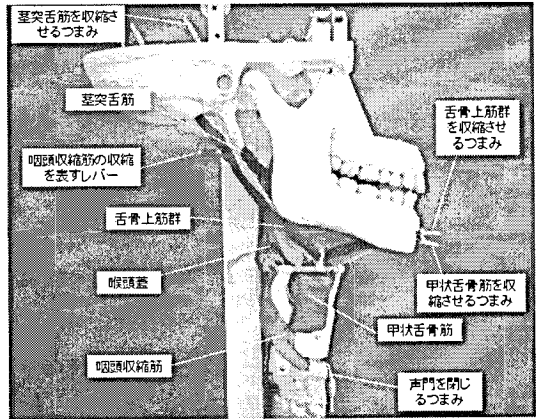 茎突舌筋を収縮さ
せるつまみ
茎突舌筋
咽頭収縮筋の収縮
を表すレバー
舌骨上筋群
喉頭蓋
咽頭収縮筋
舌骨上筋群
を収縮させ
るつまみ
甲状舌骨筋を収
縮させるつまみ
甲状舌骨筋
声門を閉じ
るつまみ